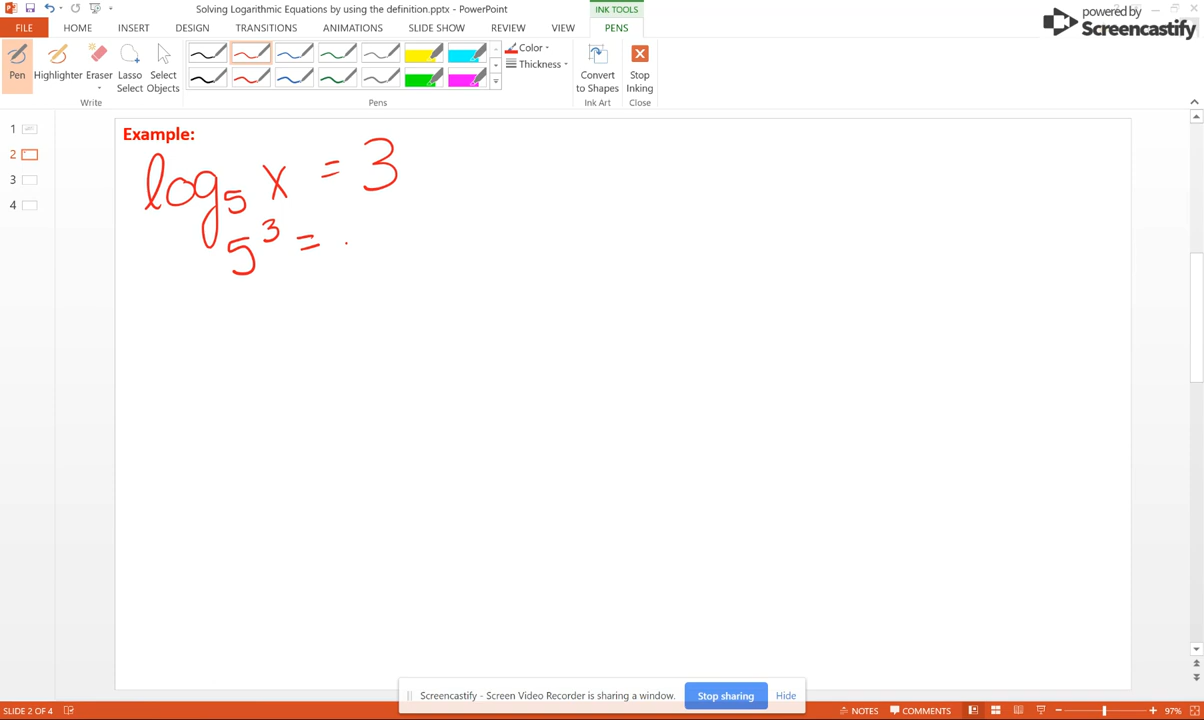 Solving Logarithmic Equations by using the definition.pptx - PowerPoint
INK TOOLS
powered by
Screencastify
FILE HOME INSERT DESIGN TRANSITIONS ANIMATIONS SLIDE SHOW REVIEW VIEW PENS
Pen Highlighter Eraser Lasso Select Select Objects
Color
Thickness
Convert to Shapes
Stop Inking
Write Pens Ink Art Close
1
2
3
4
Example:
log₅ x = 3
5³ =
Screencastify - Screen Video Recorder is sharing a window. Stop sharing Hide
SLIDE 2 OF 4 NOTES COMMENTS 97%